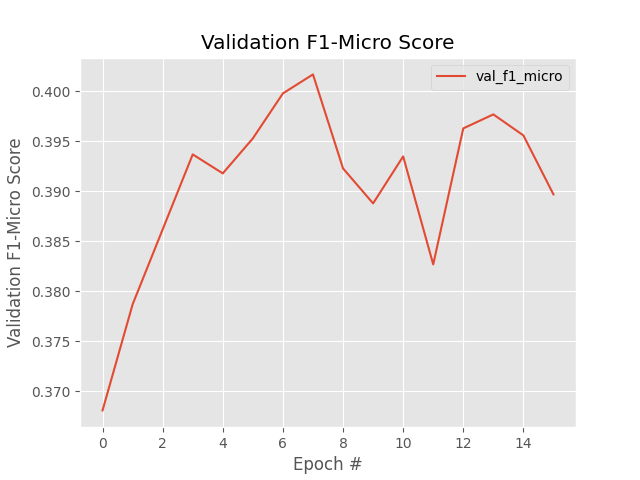 Validation F1-Micro Score
val_f1_micro
0.400
0.395
0.390
0.385
0.380
0.375
0.370
Validation F1-Micro Score
0 2 4 6 8 10 12 14
Epoch #